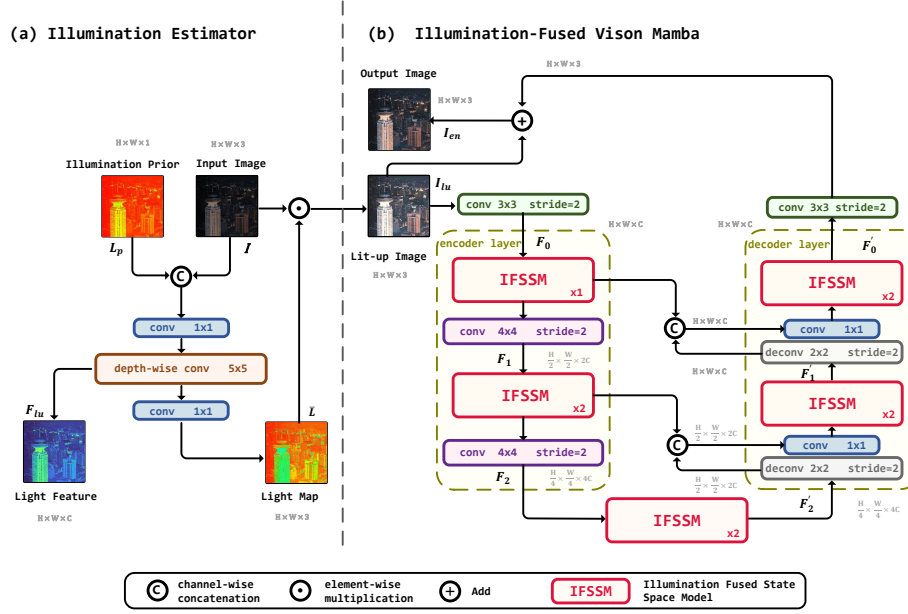 (a) Illumination Estimator
(b) Illumination-Fused Vison Mamba
H×W×3
Output Image
H×W×3
I_en
H×W×1
H×W×3
Illumination Prior
Input Image
L_p
I
I_lu
Lit-up Image
H×W×3
conv 3x3 stride=2
conv 3x3 stride=2
H×W×C
H×W×C
encoder layer
F_0
decoder layer
F_0'
IFSSM
x1
IFSSM
x2
C
conv 1x1
conv 4x4 stride=2
C
H×W×C
conv 1x1
deconv 2x2 stride=2
H×W×C
F_1
H/2 × W/2 × 2C
F_1'
depth-wise conv 5x5
IFSSM
x2
IFSSM
x2
F_lu
conv 1x1
L̄
conv 4x4 stride=2
C
H/2 × W/2 × 2C
conv 1x1
deconv 2x2 stride=2
F_2
H/4 × W/4 × 4C
H/2 × W/2 × 2C
F_2'
H/4 × W/4 × 4C
Light Feature
H×W×C
Light Map
H×W×3
IFSSM
x2
C
channel-wise
concatenation
element-wise
multiplication
Add
IFSSM
Illumination Fused State
Space Model